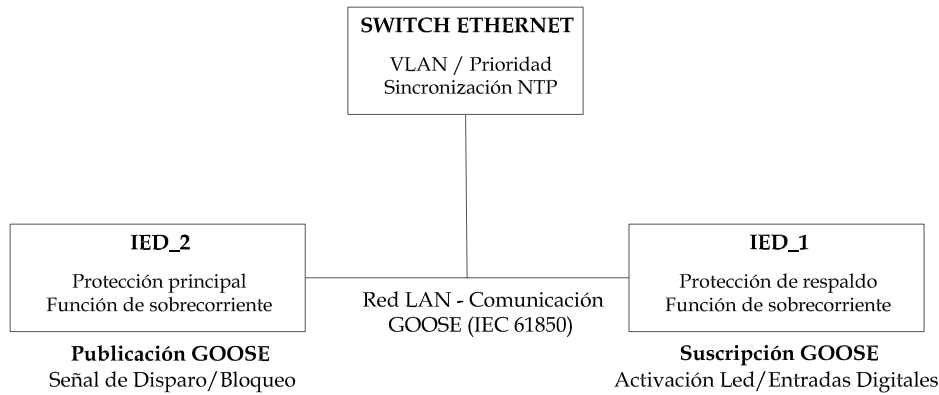 SWITCH ETHERNET
VLAN / Prioridad
Sincronización NTP
IED_2
Protección principal
Función de sobrecorriente
Publicación GOOSE
Señal de Disparo/Bloqueo
Red LAN - Comunicación
GOOSE (IEC 61850)
IED_1
Protección de respaldo
Función de sobrecorriente
Suscripción GOOSE
Activación Led/Entradas Digitales